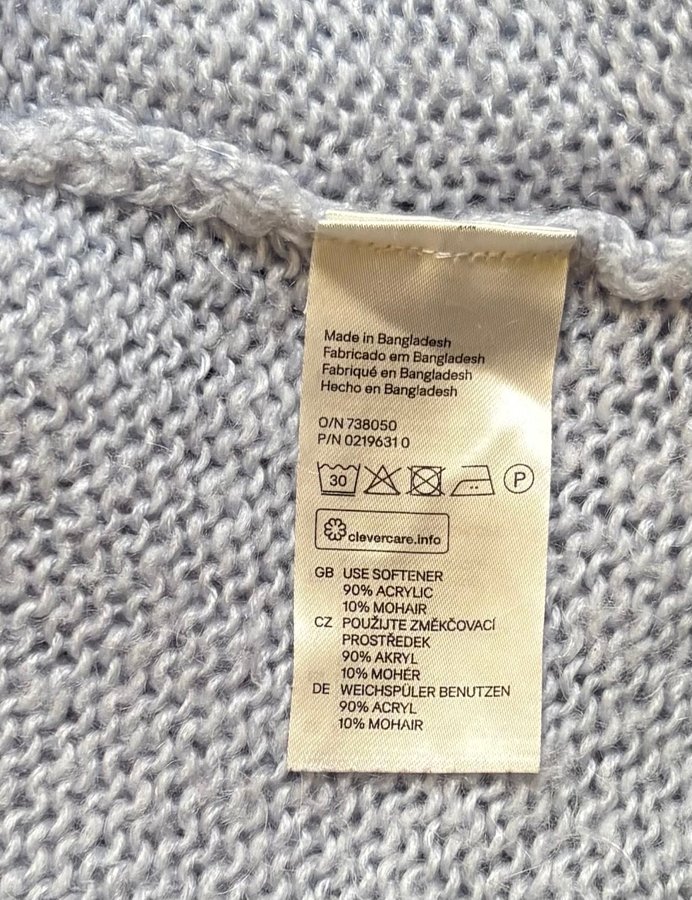 Made in Bangladesh
Fabricado em Bangladesh
Fabriqué en Bangladesh
Hecho en Bangladesh
O/N 738050
P/N 0219631 0
30 P
clevercare.info
GB USE SOFTENER
90% ACRYLIC
10% MOHAIR
CZ POUŽIJTE ZMĚKČOVACÍ
PROSTŘEDEK
90% AKRYL
10% MOHÉR
DE WEICHSPÜLER BENUTZEN
90% ACRYL
10% MOHAIR